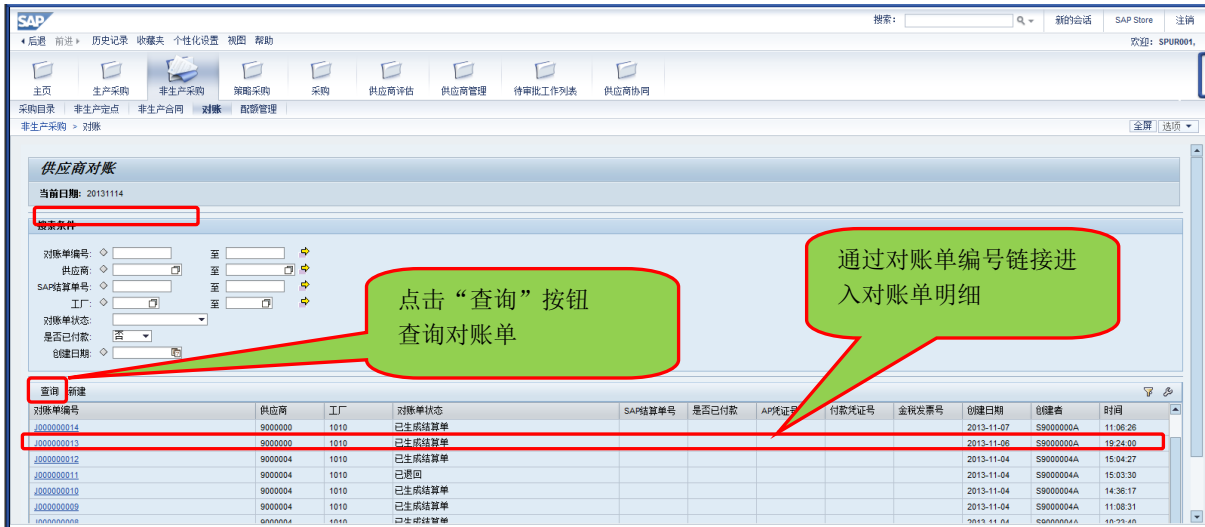 SAP 搜索: 新的会话 SAP Store 注销
后退 前进 历史记录 收藏夹 个性化设置 视图 帮助 欢迎: SPUR001,
主页 生产采购 非生产采购 策略采购 采购 供应商评估 供应商管理 待审批工作列表 供应商协同
采购目录 非生产定点 非生产合同 对账 配额管理
非生产采购 > 对账 全屏 选项
供应商对账
当前日期: 20131114
搜索条件
对账单编号: 至
供应商: 至
SAP结算单号: 至
工厂: 至
对账单状态:
是否已付款: 否
创建日期:
点击“查询”按钮
查询对账单
通过对账单编号链接进
入对账单明细
查询 新建
对账单编号 供应商 工厂 对账单状态 SAP结算单号 是否已付款 AP凭证号 付款凭证号 金税发票号 创建日期 创建者 时间
J000000014 9000000 1010 已生成结算单 2013-11-07 S9000000A 11:06:26
J000000013 9000000 1010 已生成结算单 2013-11-06 S9000000A 19:24:00
J000000012 9000004 1010 已生成结算单 2013-11-04 S9000004A 15:04:27
J000000011 9000004 1010 已退回 2013-11-04 S9000004A 15:03:30
J000000010 9000004 1010 已生成结算单 2013-11-04 S9000004A 14:36:17
J000000009 9000004 1010 已生成结算单 2013-11-04 S9000004A 11:08:31
J000000008 9000004 1010 已生成结算单 2013-11-04 S9000004A 10:23:40